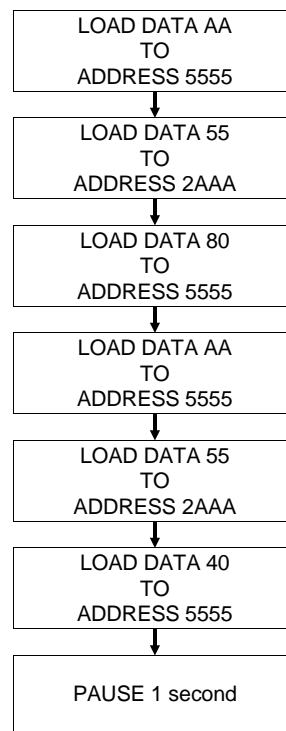 LOAD DATA AA
TO
ADDRESS 5555
LOAD DATA 55
TO
ADDRESS 2AAA
LOAD DATA 80
TO
ADDRESS 5555
LOAD DATA AA
TO
ADDRESS 5555
LOAD DATA 55
TO
ADDRESS 2AAA
LOAD DATA 40
TO
ADDRESS 5555
PAUSE 1 second